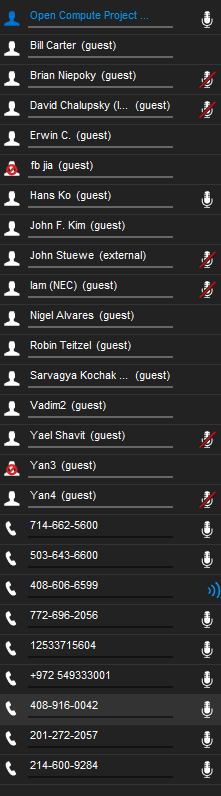 Open Compute Project ...
Bill Carter (guest)
Brian Niepoky (guest)
David Chalupsky (I... (guest)
Erwin C. (guest)
fb jia (guest)
Hans Ko (guest)
John F. Kim (guest)
John Stuewe (external)
lam (NEC) (guest)
Nigel Alvares (guest)
Robin Teitzel (guest)
Sarvagya Kochak ... (guest)
Vadim2 (guest)
Yael Shavit (guest)
Yan3 (guest)
Yan4 (guest)
714-662-5600
503-643-6600
408-606-6599
772-696-2056
12533715604
+972 549333001
408-916-0042
201-272-2057
214-600-9284